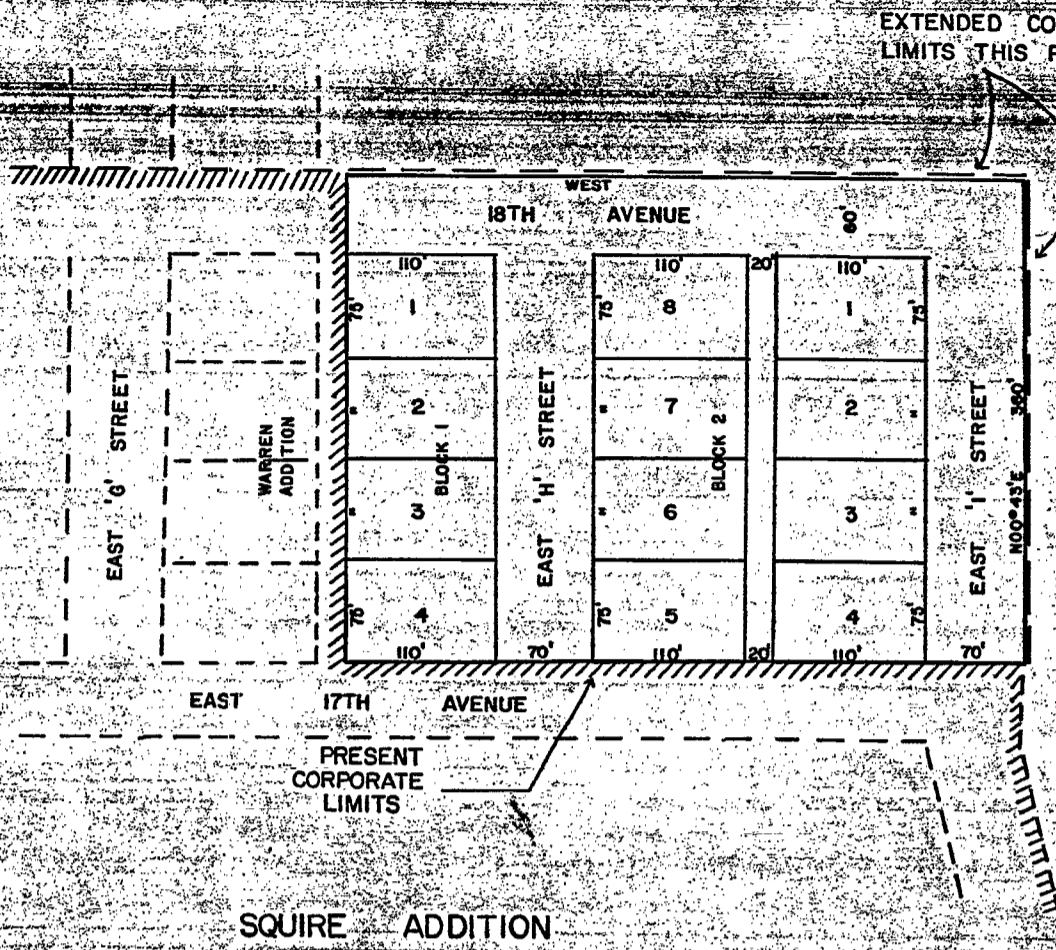 EXTENDED CO
LIMITS THIS
WEST
18TH AVENUE
60'
110' 110' 20' 110'
75' 1 75' 8 1 75'
" 2 " 7 2 "
EAST 'G' STREET
WARREN
ADDITION
BLOCK 1
EAST 'H' STREET
BLOCK 2
EAST 'I' STREET
360'
N00°43'E
" 3 " 6 3 "
75' 4 75' 5 4 75'
110' 70' 110' 20' 110' 70'
EAST 17TH AVENUE
PRESENT
CORPORATE
LIMITS
SQUIRE ADDITION